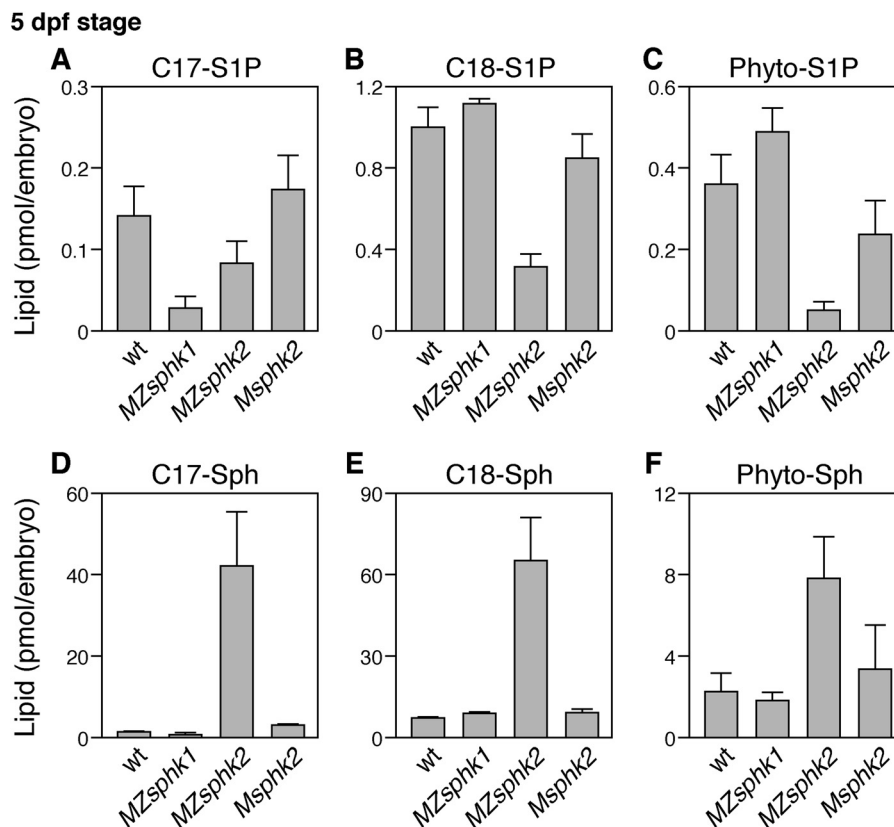 5 dpf stage
A C17-S1P
B C18-S1P
C Phyto-S1P
Lipid (pmol/embryo)
0.3
0.2
0.1
0
1.2
0.8
0.4
0
0.6
0.4
0.2
0
wt MZsphk1 MZsphk2 Msphk2
wt MZsphk1 MZsphk2 Msphk2
wt MZsphk1 MZsphk2 Msphk2
D C17-Sph
E C18-Sph
F Phyto-Sph
Lipid (pmol/embryo)
60
40
20
0
90
60
30
0
12
8
4
0
wt MZsphk1 MZsphk2 Msphk2
wt MZsphk1 MZsphk2 Msphk2
wt MZsphk1 MZsphk2 Msphk2